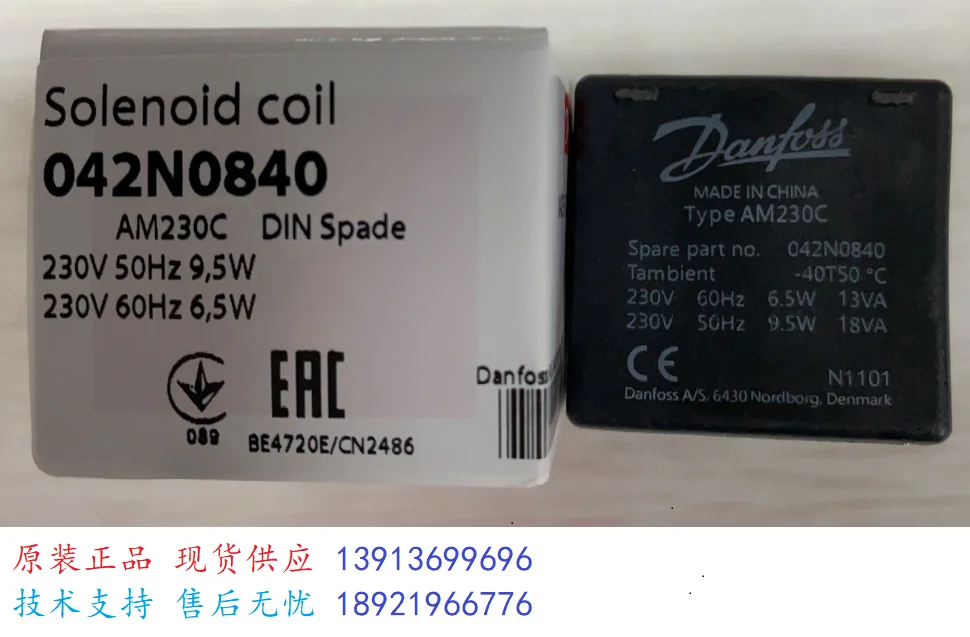 Solenoid coil
042N0840
AM230C DIN Spade
230V 50Hz 9,5W
230V 60Hz 6,5W
089
EAC
BE4720E/CN2486
Danfoss
Danfoss
MADE IN CHINA
Type AM230C
Spare part no. 042N0840
Tambient -40T50 °C
230V 60Hz 6.5W 13VA
230V 50Hz 9.5W 18VA
CE
N1101
Danfoss A/S, 6430 Nordborg, Denmark
原装正品 现货供应 13913699696
技术支持 售后无忧 18921966776